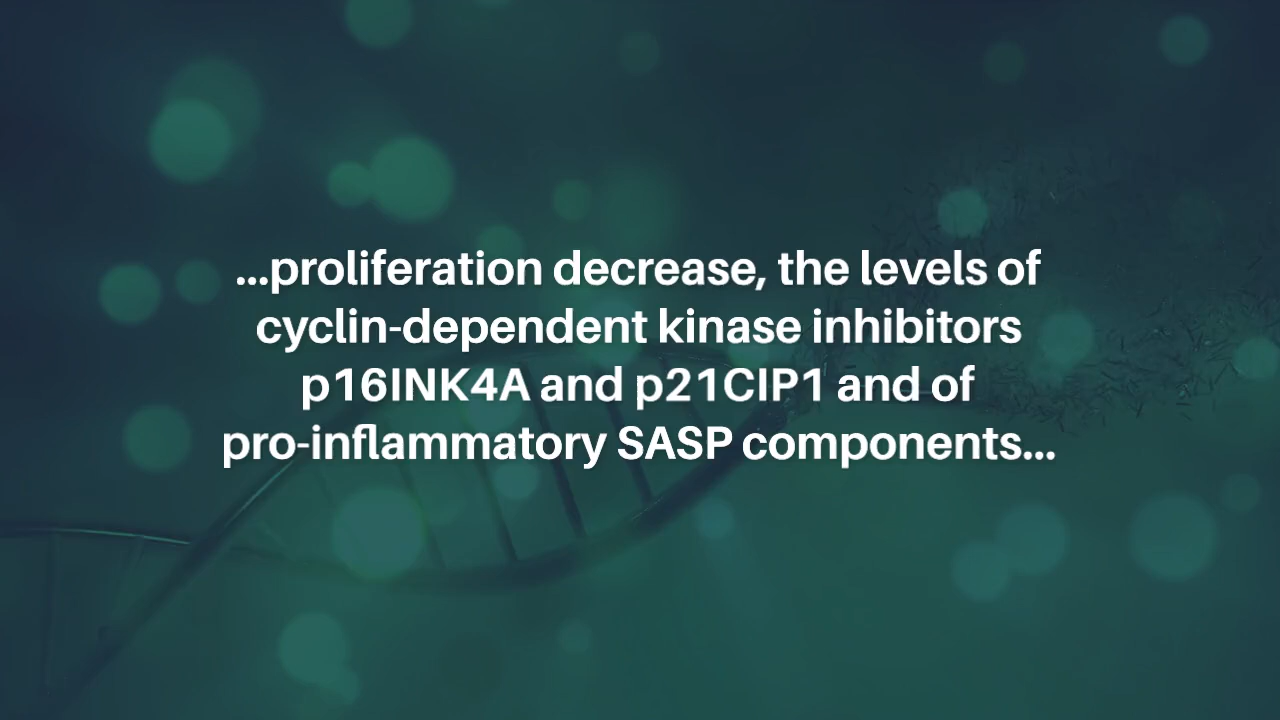 ...proliferation decrease, the levels of
cyclin-dependent kinase inhibitors
p16INK4A and p21CIP1 and of
pro-inflammatory SASP components...